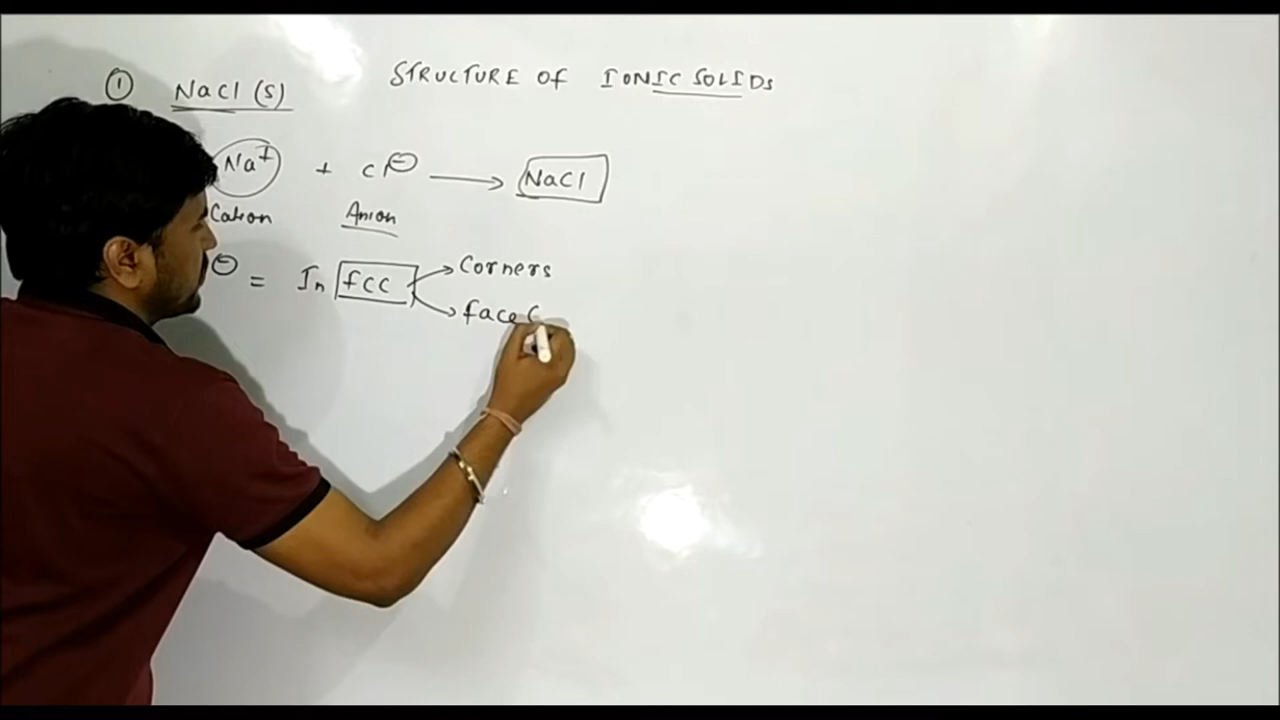 STRUCTURE OF IONIC SOLIDS
① NaCl (s)
Na⁺ + Cl⊖ → NaCl
Cation Anion
⊖ = In fcc → Corners
→ face C